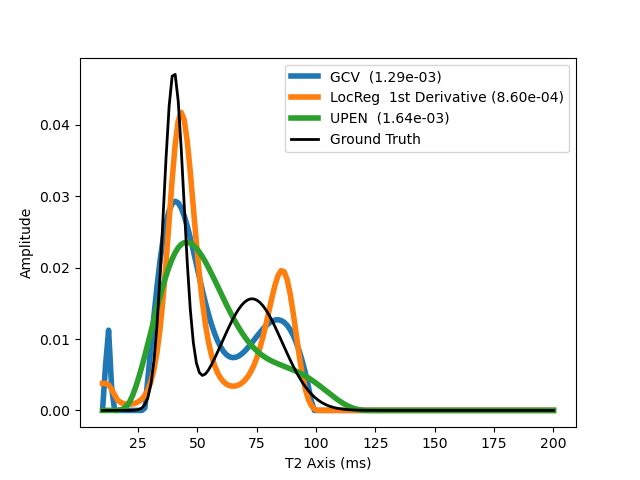 GCV (1.29e-03)
LocReg 1st Derivative (8.60e-04)
UPEN (1.64e-03)
Ground Truth
Amplitude
0.04
0.03
0.02
0.01
0.00
25 50 75 100 125 150 175 200
T2 Axis (ms)